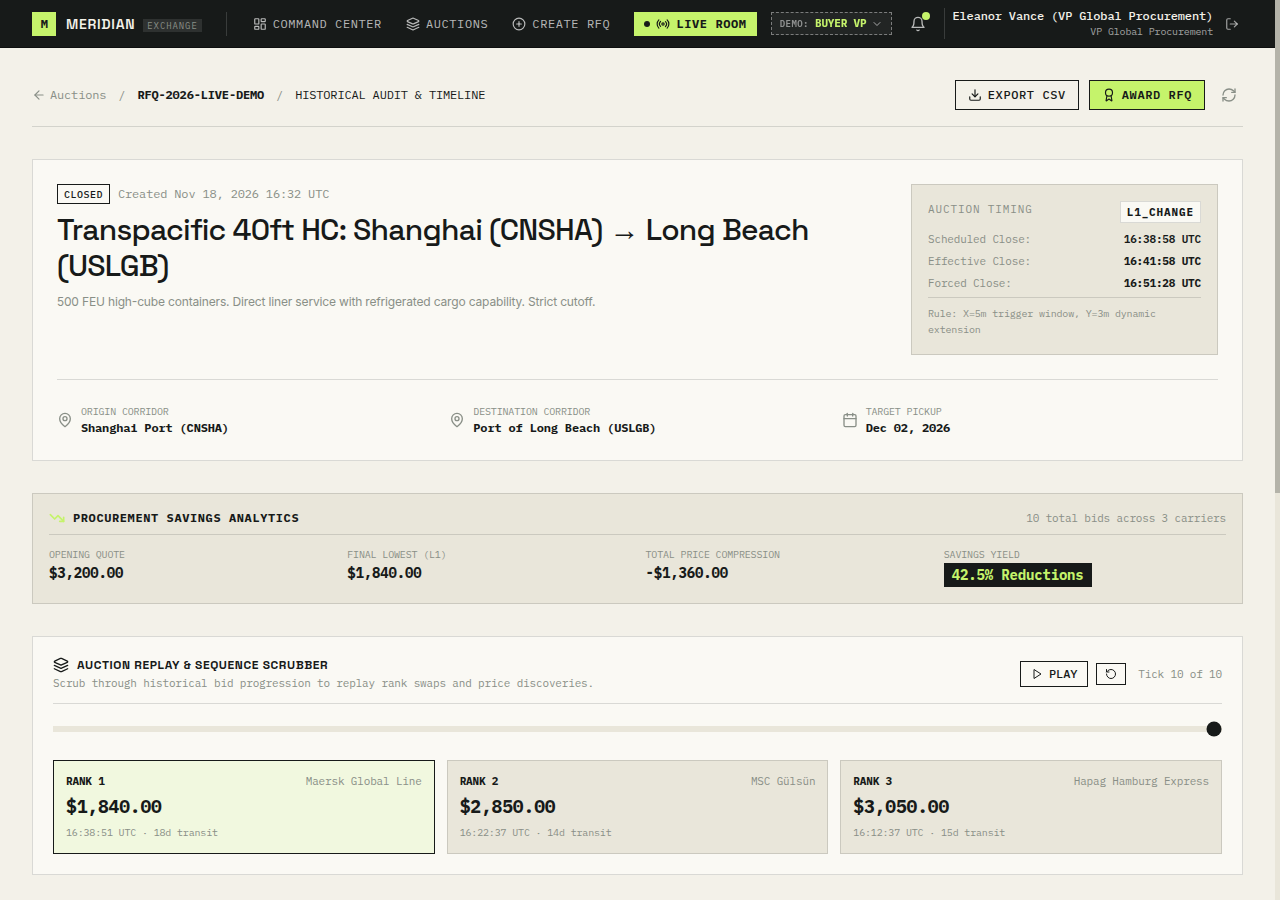 M MERIDIAN EXCHANGE COMMAND CENTER AUCTIONS CREATE RFQ LIVE ROOM DEMO: BUYER VP Eleanor Vance (VP Global Procurement)
VP Global Procurement
Auctions / RFQ-2026-LIVE-DEMO / HISTORICAL AUDIT & TIMELINE EXPORT CSV AWARD RFQ
CLOSED Created Nov 18, 2026 16:32 UTC
Transpacific 40ft HC: Shanghai (CNSHA) → Long Beach
(USLGB)
500 FEU high-cube containers. Direct liner service with refrigerated cargo capability. Strict cutoff.
AUCTION TIMING L1_CHANGE
Scheduled Close: 16:38:58 UTC
Effective Close: 16:41:58 UTC
Forced Close: 16:51:28 UTC
Rule: X=5m trigger window, Y=3m dynamic
extension
ORIGIN CORRIDOR
Shanghai Port (CNSHA)
DESTINATION CORRIDOR
Port of Long Beach (USLGB)
TARGET PICKUP
Dec 02, 2026
PROCUREMENT SAVINGS ANALYTICS 10 total bids across 3 carriers
OPENING QUOTE
$3,200.00
FINAL LOWEST (L1)
$1,840.00
TOTAL PRICE COMPRESSION
-$1,360.00
SAVINGS YIELD
42.5% Reductions
AUCTION REPLAY & SEQUENCE SCRUBBER
Scrub through historical bid progression to replay rank swaps and price discoveries.
PLAY Tick 10 of 10
RANK 1 Maersk Global Line
$1,840.00
16:38:51 UTC · 18d transit
RANK 2 MSC Gülsün
$2,850.00
16:22:37 UTC · 14d transit
RANK 3 Hapag Hamburg Express
$3,050.00
16:12:37 UTC · 15d transit